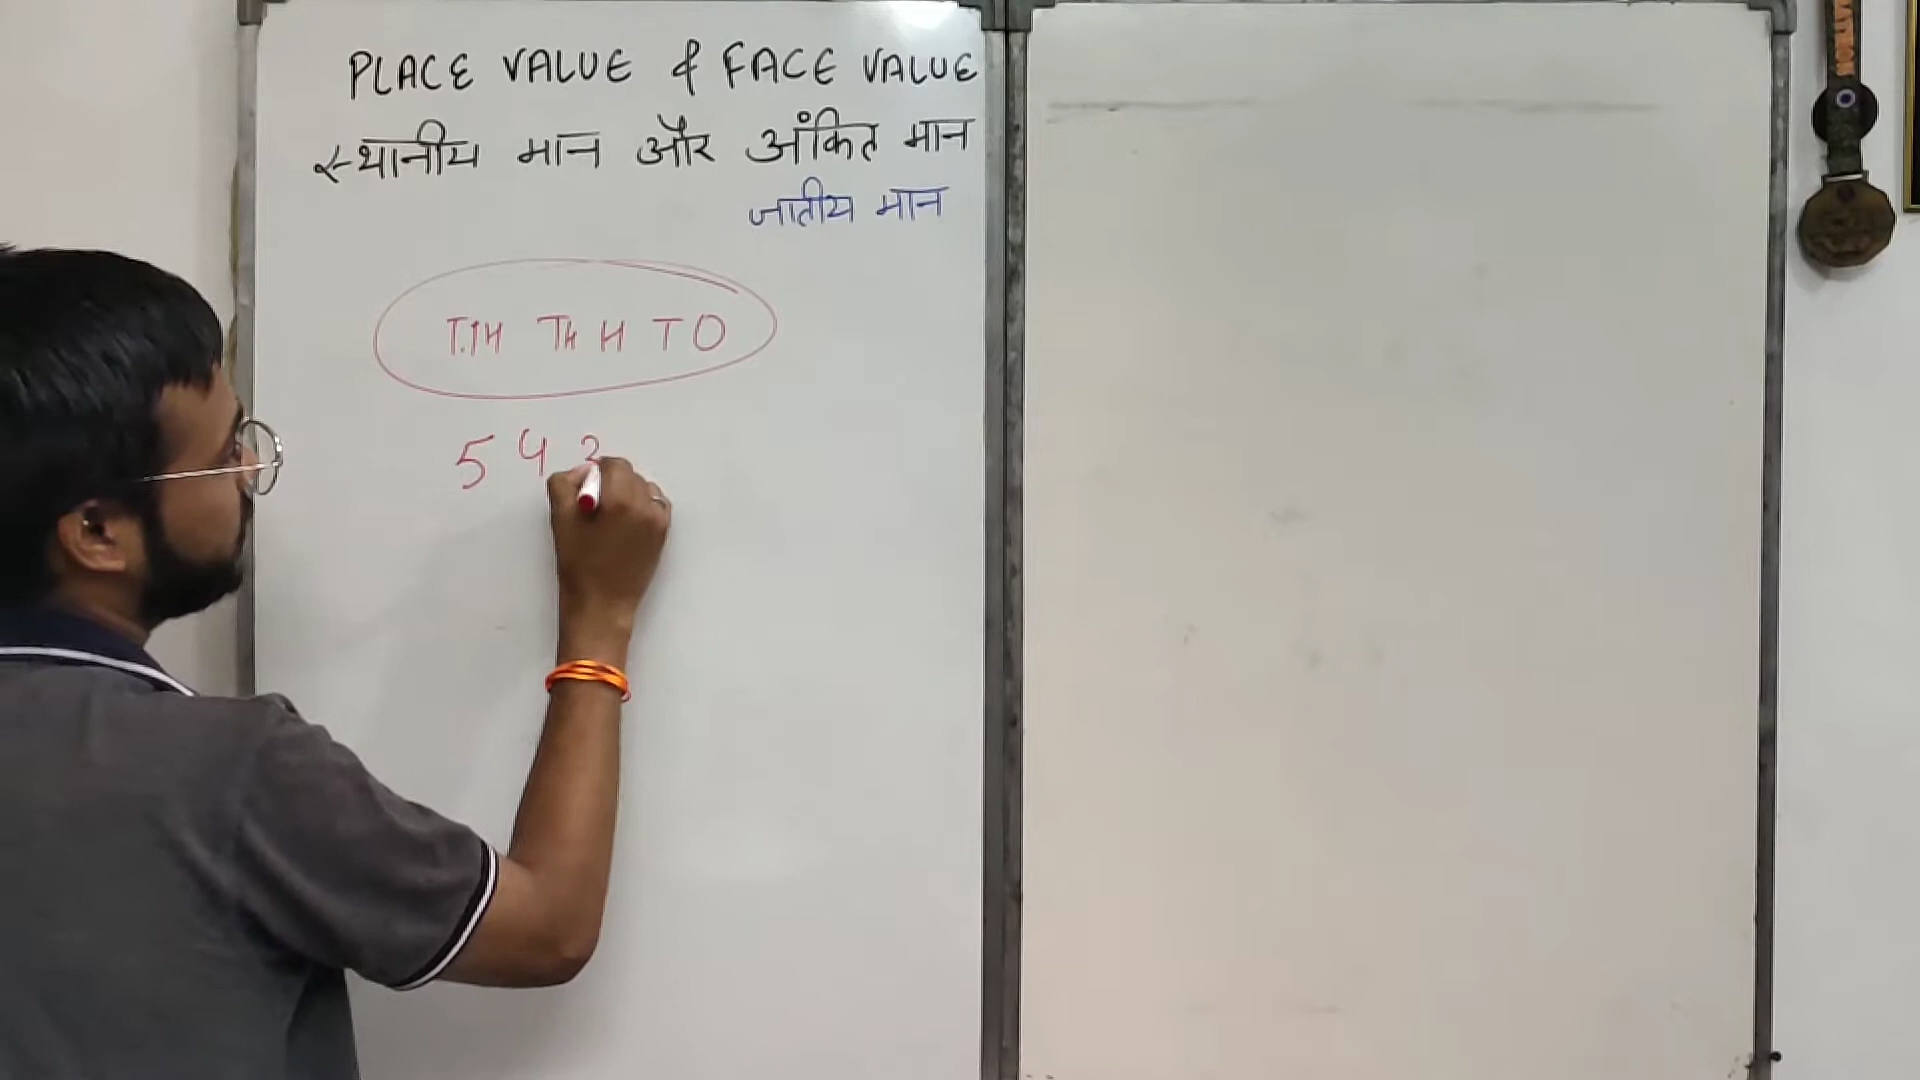 PLACE VALUE & FACE VALUE
स्थानीय मान और अंकित मान
जातीय मान
T.TH TH H T O
5 4 3